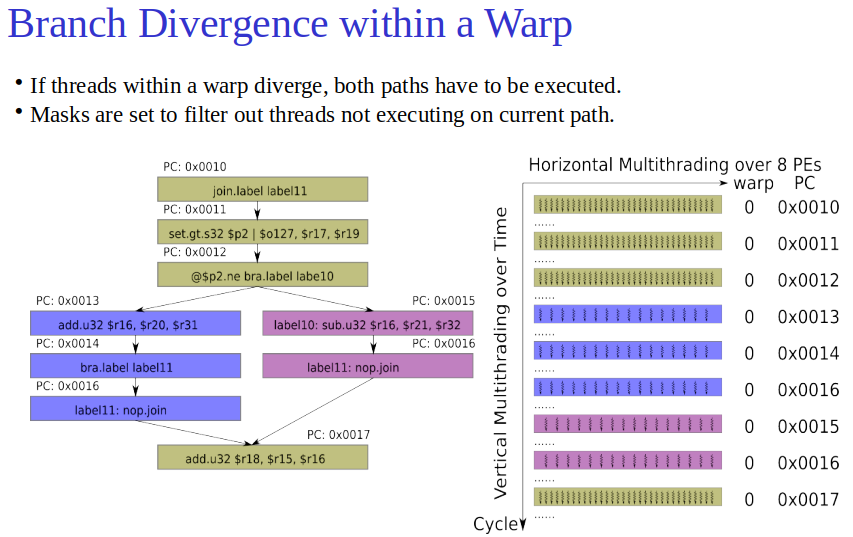 Branch Divergence within a Warp
• If threads within a warp diverge, both paths have to be executed.
• Masks are set to filter out threads not executing on current path.
PC: 0x0010
join.label label11
PC: 0x0011
set.gt.s32 $p2 | $o127, $r17, $r19
PC: 0x0012
@$p2.ne bra.label labe10
PC: 0x0013
add.u32 $r16, $r20, $r31
PC: 0x0014
bra.label label11
PC: 0x0016
label11: nop.join
PC: 0x0015
label10: sub.u32 $r16, $r21, $r32
PC: 0x0016
label11: nop.join
PC: 0x0017
add.u32 $r18, $r15, $r16
Horizontal Multithrading over 8 PEs
warp PC
Vertical Multithrading over Time
0 0x0010
......
0 0x0011
......
0 0x0012
......
0 0x0013
......
0 0x0014
......
0 0x0016
......
0 0x0015
......
0 0x0016
......
0 0x0017
......
Cycle